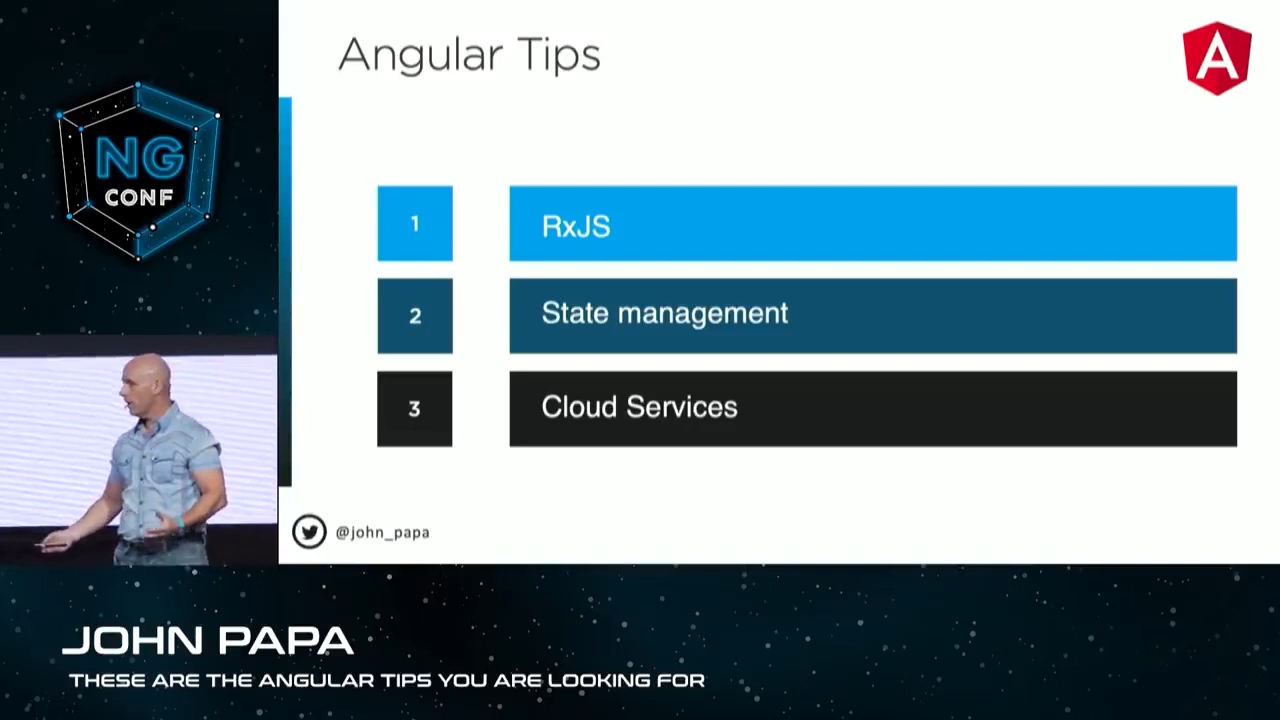 Angular Tips
A
NG
CONF
1
RxJS
2
State management
3
Cloud Services
@john_papa
JOHN PAPA
THESE ARE THE ANGULAR TIPS YOU ARE LOOKING FOR